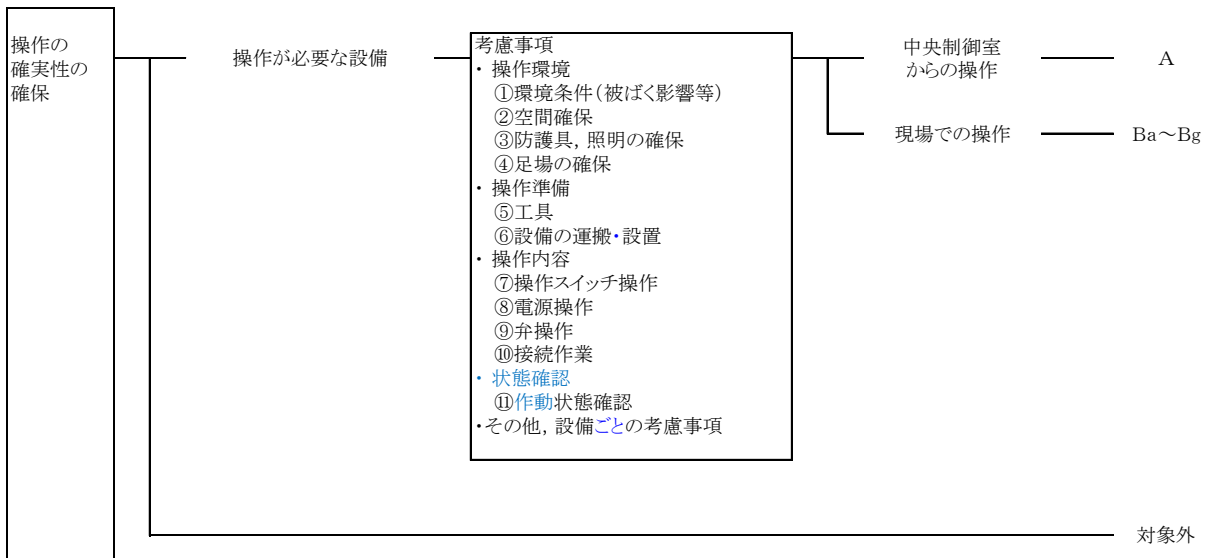 操作の
確実性の
確保
操作が必要な設備
考慮事項
・ 操作環境
①環境条件（被ばく影響等）
②空間確保
③防護具，照明の確保
④足場の確保
・ 操作準備
⑤工具
⑥設備の運搬・設置
・ 操作内容
⑦操作スイッチ操作
⑧電源操作
⑨弁操作
⑩接続作業
・ 状態確認
⑪作動状態確認
・その他，設備ごとの考慮事項
中央制御室
からの操作
A
現場での操作
Ba～Bg
対象外